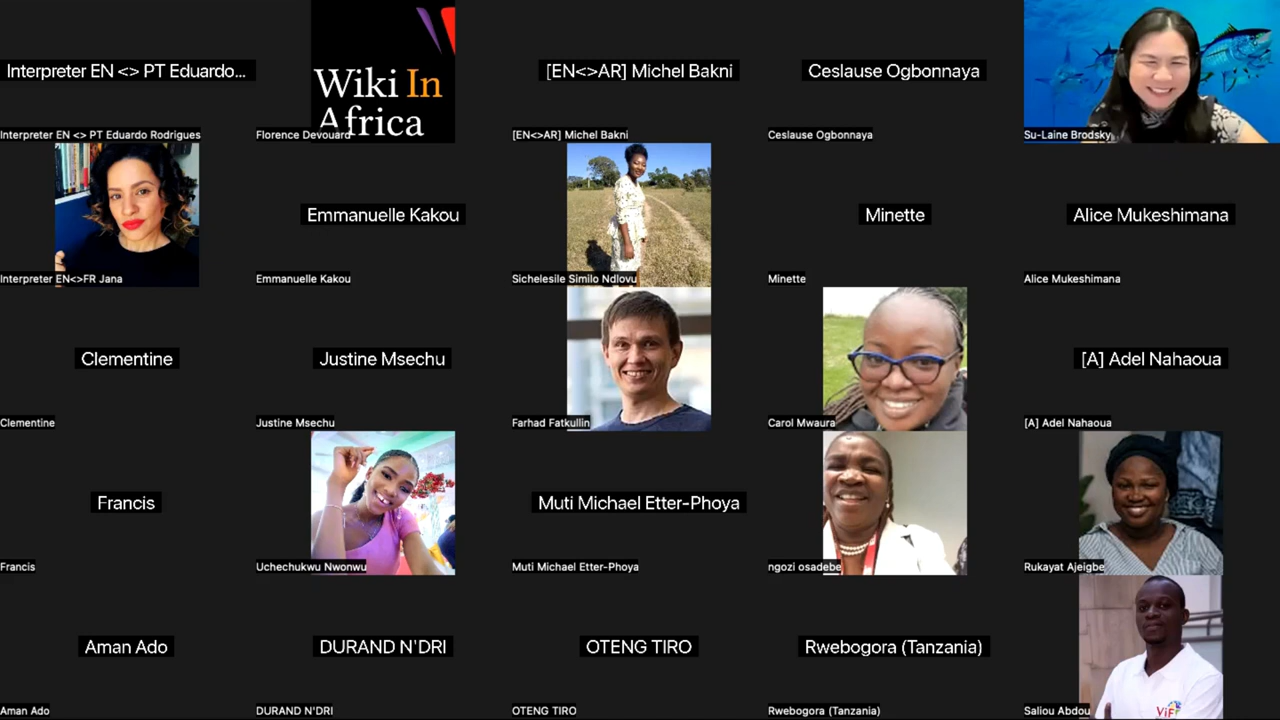 Interpreter EN <> PT Eduardo...
Interpreter EN <> PT Eduardo Rodrigues
Wiki In
Africa
Florence Devouard
[EN<>AR] Michel Bakni
[EN<>AR] Michel Bakni
Ceslause Ogbonnaya
Ceslause Ogbonnaya
Su-Laine Brodsky
Interpreter EN<>FR Jana
Emmanuelle Kakou
Emmanuelle Kakou
Sichelesile Similo Ndlovu
Minette
Minette
Alice Mukeshimana
Alice Mukeshimana
Clementine
Clementine
Justine Msechu
Justine Msechu
Farhad Fatkullin
Carol Mwaura
[A] Adel Nahaoua
[A] Adel Nahaoua
Francis
Francis
Uchechukwu Nwonwu
Muti Michael Etter-Phoya
Muti Michael Etter-Phoya
ngozi osadebe
Rukayat Ajeigbe
Aman Ado
Aman Ado
DURAND N'DRI
DURAND N'DRI
OTENG TIRO
OTENG TIRO
Rwebogora (Tanzania)
Rwebogora (Tanzania)
Saliou Abdou